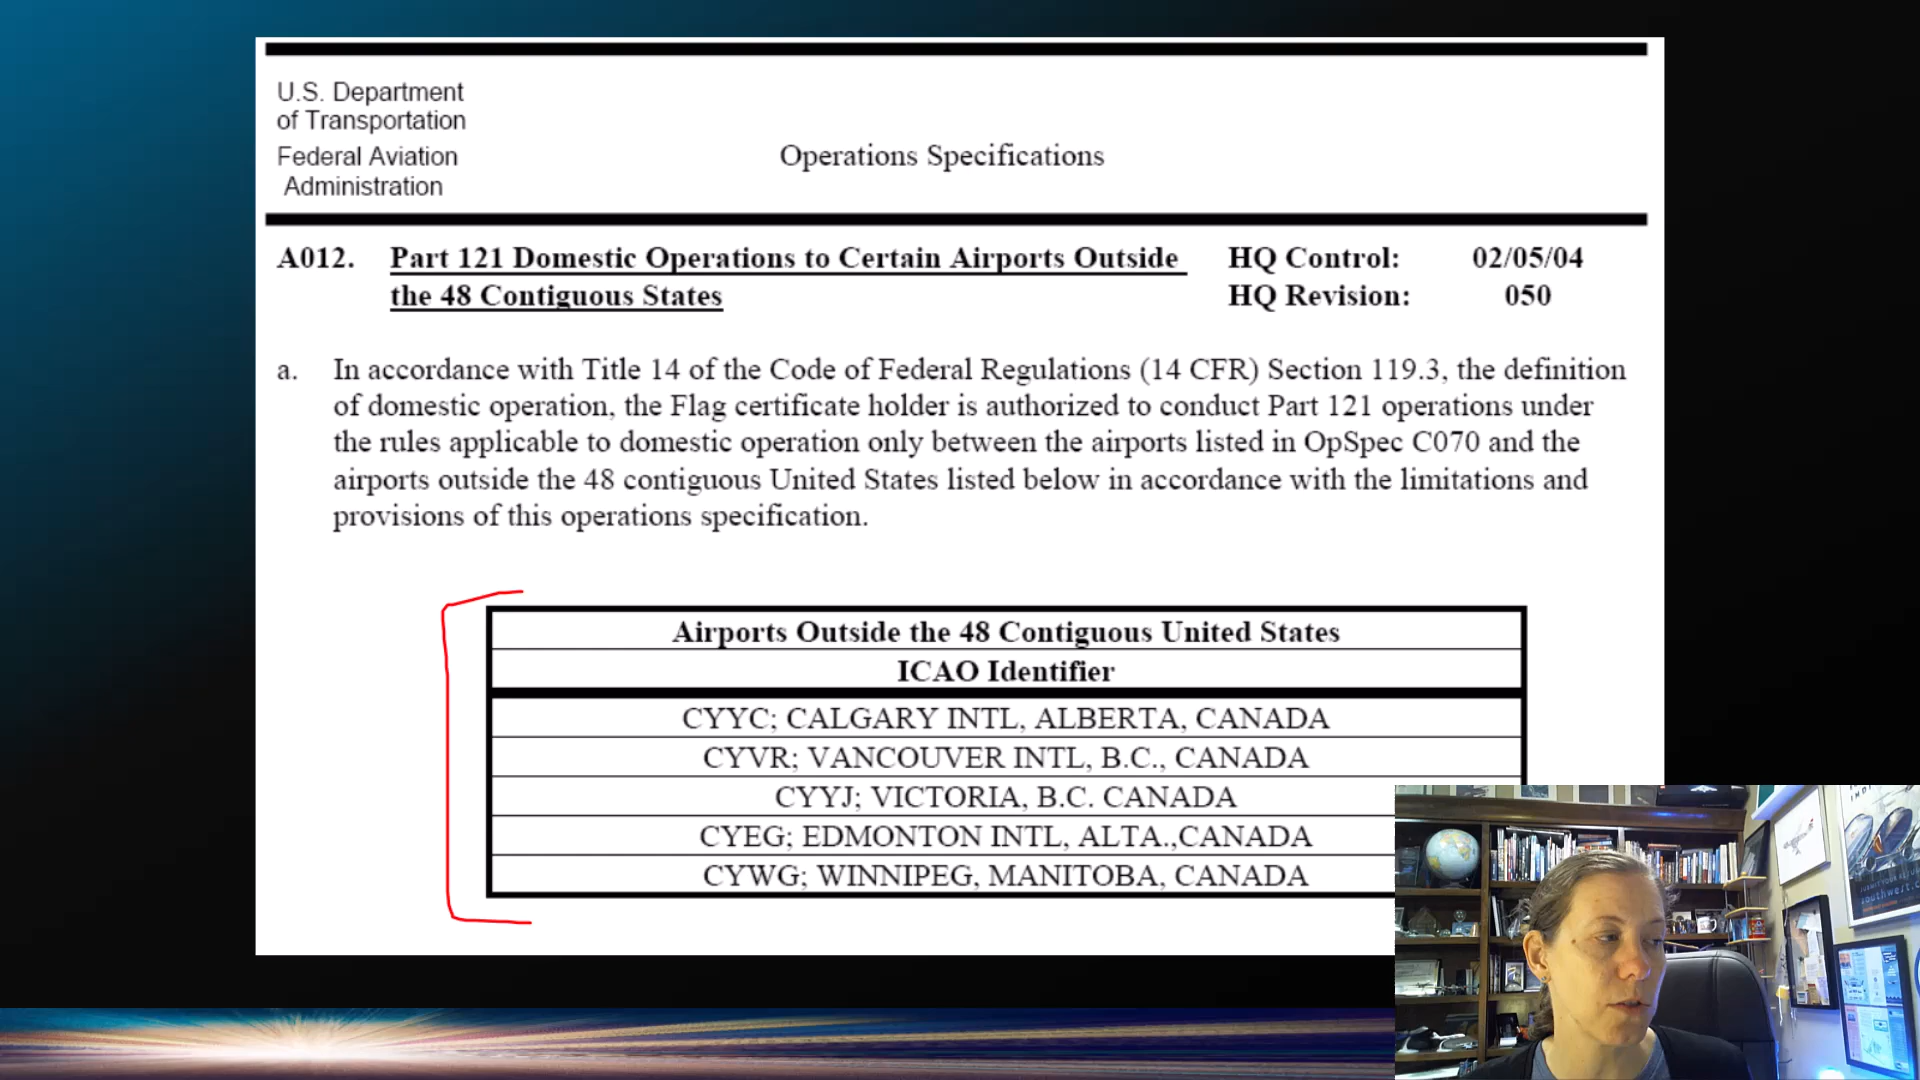 U.S. Department
of Transportation
Federal Aviation
Administration
Operations Specifications
A012. Part 121 Domestic Operations to Certain Airports Outside
the 48 Contiguous States
HQ Control: 02/05/04
HQ Revision: 050
a. In accordance with Title 14 of the Code of Federal Regulations (14 CFR) Section 119.3, the definition
of domestic operation, the Flag certificate holder is authorized to conduct Part 121 operations under
the rules applicable to domestic operation only between the airports listed in OpSpec C070 and the
airports outside the 48 contiguous United States listed below in accordance with the limitations and
provisions of this operations specification.
Airports Outside the 48 Contiguous United States
ICAO Identifier
CYYC; CALGARY INTL, ALBERTA, CANADA
CYVR; VANCOUVER INTL, B.C., CANADA
CYYJ; VICTORIA, B.C. CANADA
CYEG; EDMONTON INTL, ALTA.,CANADA
CYWG; WINNIPEG, MANITOBA, CANADA